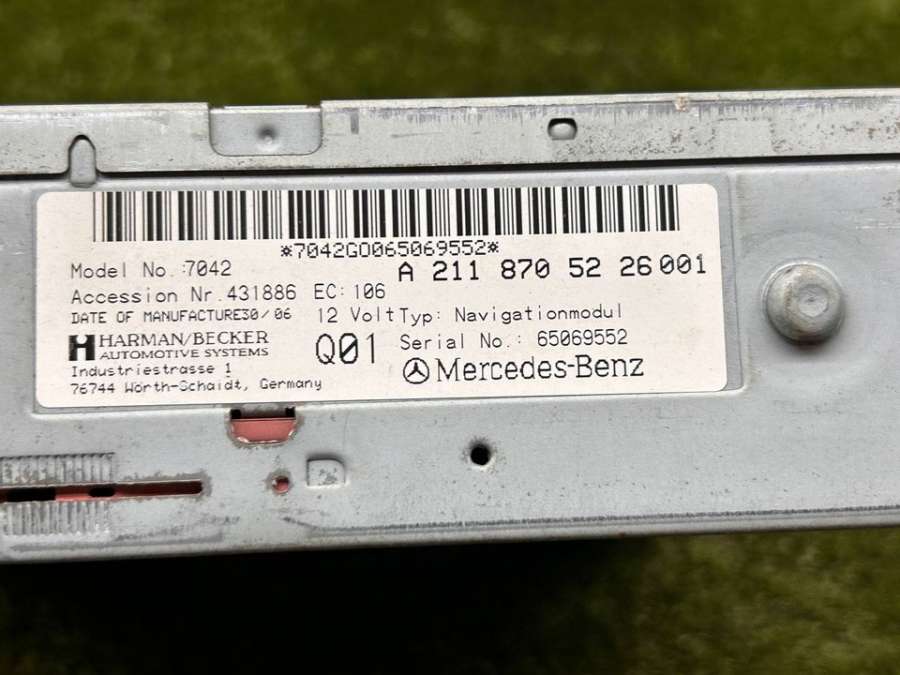 *7042GO065069552*
Model No.:7042
A 211 870 52 26 001
Accession Nr.431886 EC:106
DATE OF MANUFACTURE30/06
12 Volt Typ: Navigationmodul
HARMAN/BECKER
AUTOMOTIVE SYSTEMS
Q01
Serial No.: 65069552
Industriestrasse 1
76744 Wörth-Schaidt, Germany
Mercedes-Benz